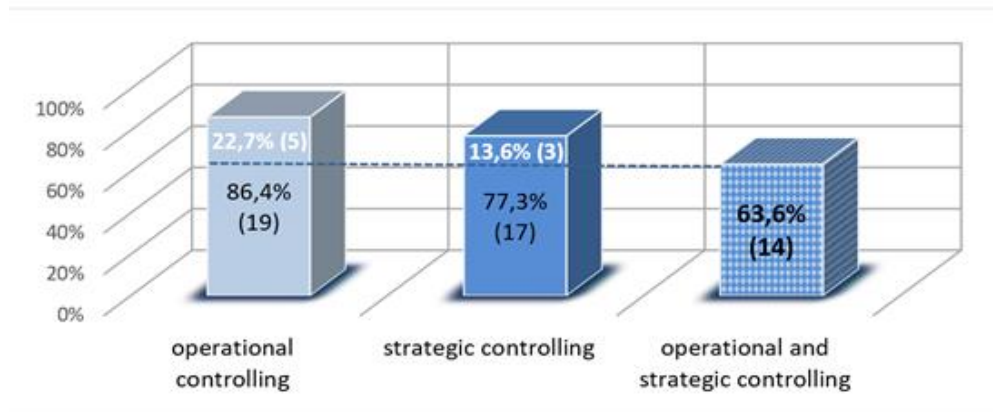 100%
80%
60%
40%
20%
0%
22,7% (5)
86,4%
(19)
13,6% (3)
77,3%
(17)
63,6%
(14)
operational
controlling
strategic controlling
operational and
strategic controlling